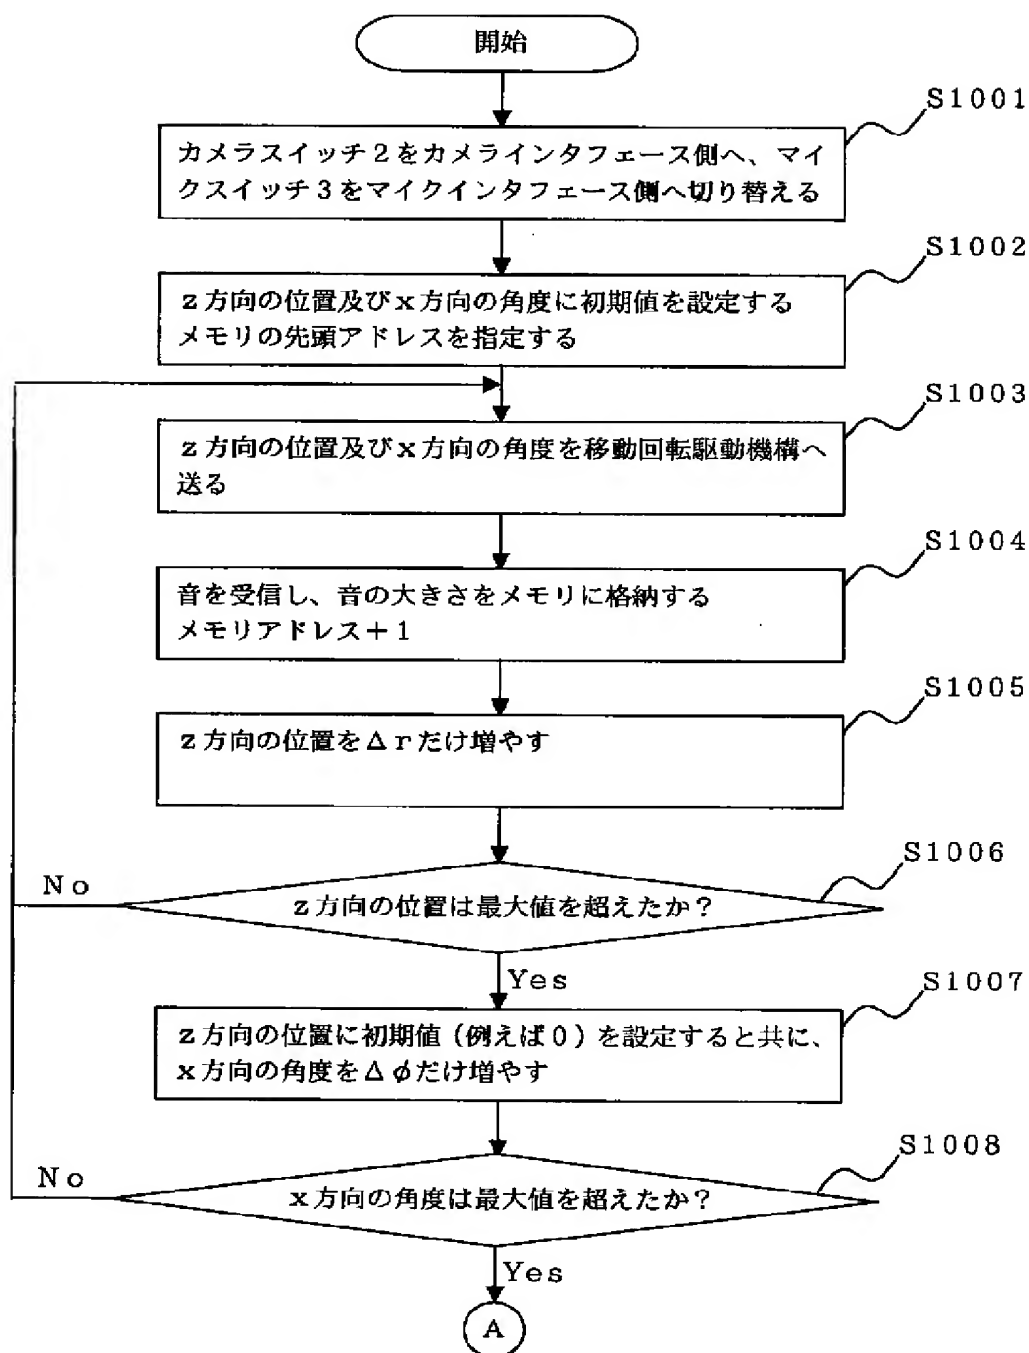 開始
S1001
カメラスイッチ2をカメラインタフェース側へ、マイ
クスイッチ3をマイクインタフェース側へ切り替える
S1002
z方向の位置及びx方向の角度に初期値を設定する
メモリの先頭アドレスを指定する
S1003
z方向の位置及びx方向の角度を移動回転駆動機構へ
送る
S1004
音を受信し、音の大きさをメモリに格納する
メモリアドレス+1
S1005
z方向の位置をΔrだけ増やす
S1006
No
z方向の位置は最大値を超えたか?
Yes
S1007
z方向の位置に初期値(例えば0)を設定すると共に、
x方向の角度をΔφだけ増やす
S1008
No
x方向の角度は最大値を超えたか?
Yes
A